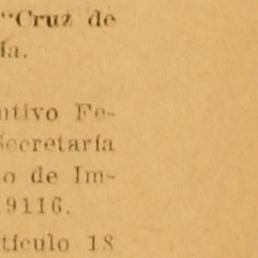 "Cruz de
ía.
utivo Fe-
Secretaría
o de Im-
9116.
tículo 18